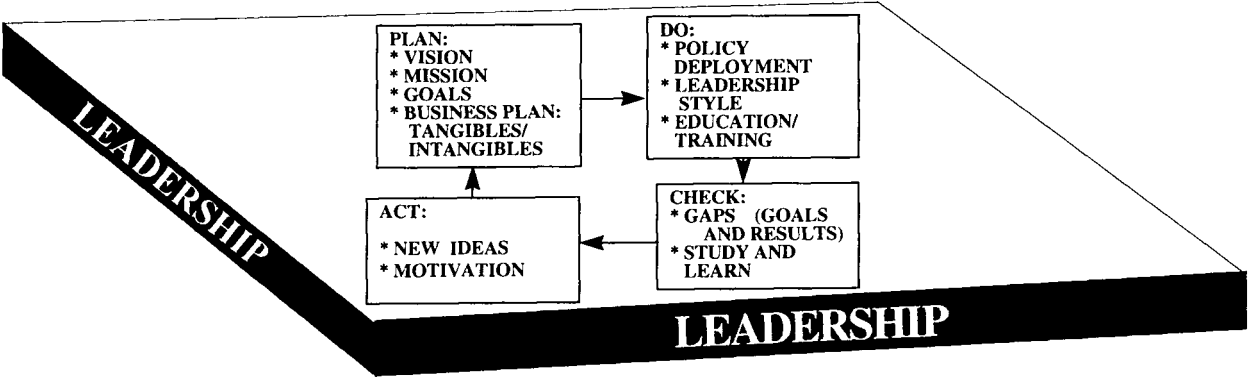 PLAN:
* VISION
* MISSION
* GOALS
* BUSINESS PLAN:
TANGIBLES/
INTANGIBLES
DO:
* POLICY
DEPLOYMENT
* LEADERSHIP
STYLE
* EDUCATION/
TRAINING
ACT:
* NEW IDEAS
* MOTIVATION
CHECK:
* GAPS (GOALS
AND RESULTS)
* STUDY AND
LEARN
LEADERSHIP
LEADERSHIP